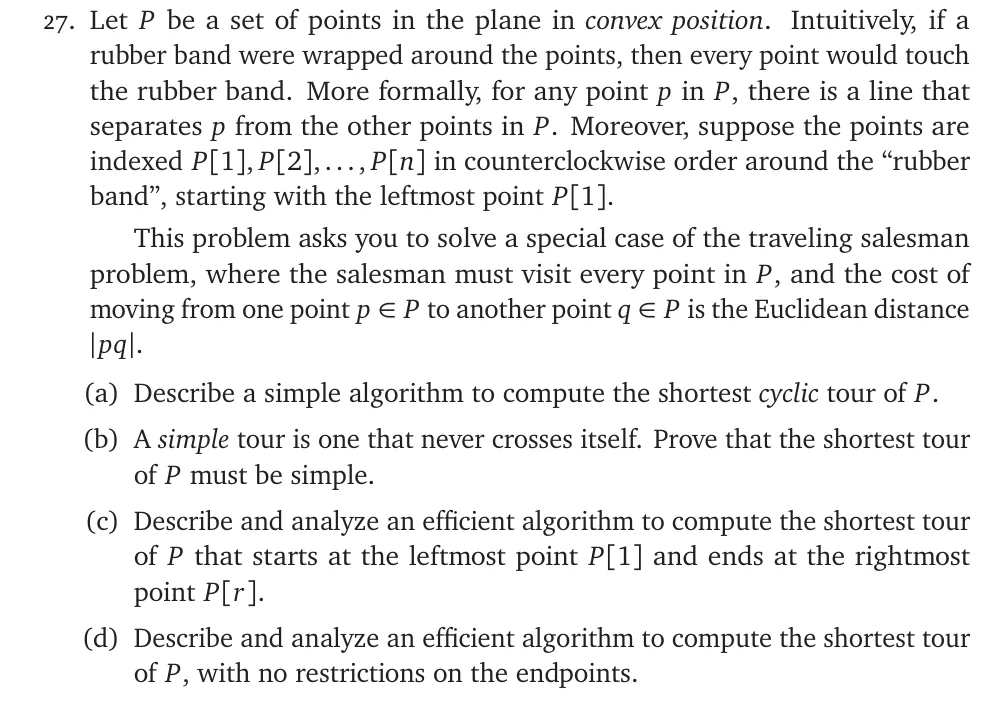 27. Let P be a set of points in the plane in convex position. Intuitively, if a
rubber band were wrapped around the points, then every point would touch
the rubber band. More formally, for any point p in P, there is a line that
separates p from the other points in P. Moreover, suppose the points are
indexed P[1], P[2], . . . , P[n] in counterclockwise order around the “rubber
band”, starting with the leftmost point P[1].
This problem asks you to solve a special case of the traveling salesman
problem, where the salesman must visit every point in P, and the cost of
moving from one point p ∈ P to another point q ∈ P is the Euclidean distance
|pq|.
(a) Describe a simple algorithm to compute the shortest cyclic tour of P.
(b) A simple tour is one that never crosses itself. Prove that the shortest tour
of P must be simple.
(c) Describe and analyze an efficient algorithm to compute the shortest tour
of P that starts at the leftmost point P[1] and ends at the rightmost
point P[r].
(d) Describe and analyze an efficient algorithm to compute the shortest tour
of P, with no restrictions on the endpoints.